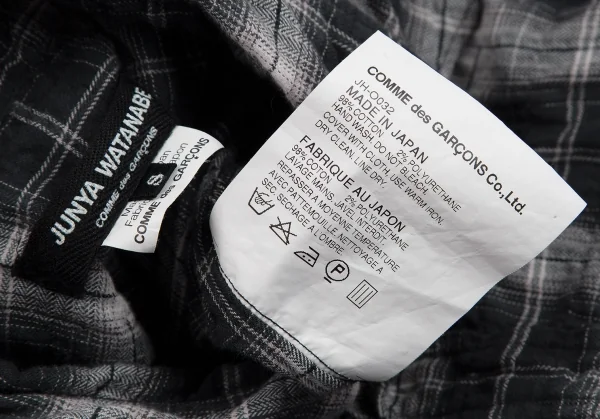 JUNYA WATANABE
COMME des GARÇONS
S
COMME des GARÇONS
COMME des GARÇONS Co., Ltd.
JH-O032
MADE IN JAPAN
98% COTTON 2% POLYURETHANE
HAND WASH. DO NOT BLEACH.
COVER WITH CLOTH, USE WARM IRON.
DRY CLEAN. LINE DRY.
FABRIQUE AU JAPON
98% COTON 2% POLYURETHANE
LAVAGE MAINS. JAVEL INTERDIT.
REPASSER A MOYENNE TEMPERATURE
AVEC PATTEMOUILLE. NETTOYAGE A
SEC. SECHAGE A L'OMBRE.
P